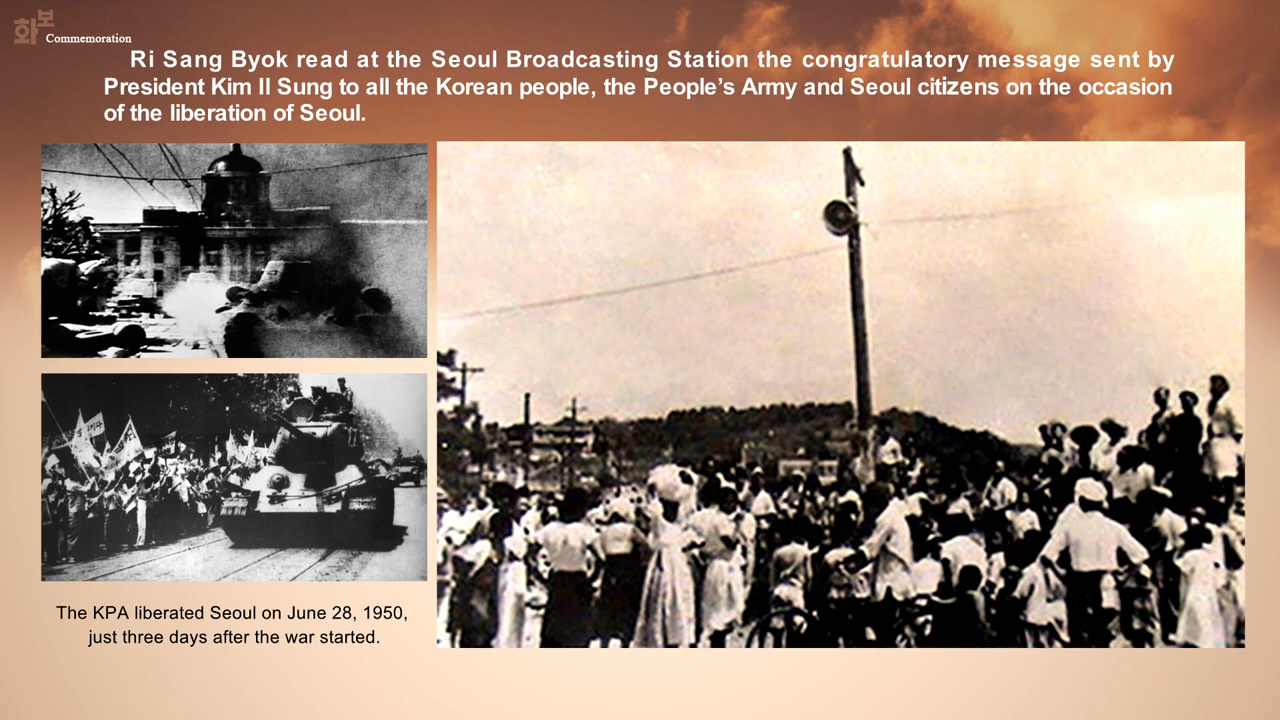 화보
Commemoration
Ri Sang Byok read at the Seoul Broadcasting Station the congratulatory message sent by
President Kim Il Sung to all the Korean people, the People's Army and Seoul citizens on the occasion
of the liberation of Seoul.
The KPA liberated Seoul on June 28, 1950,
just three days after the war started.